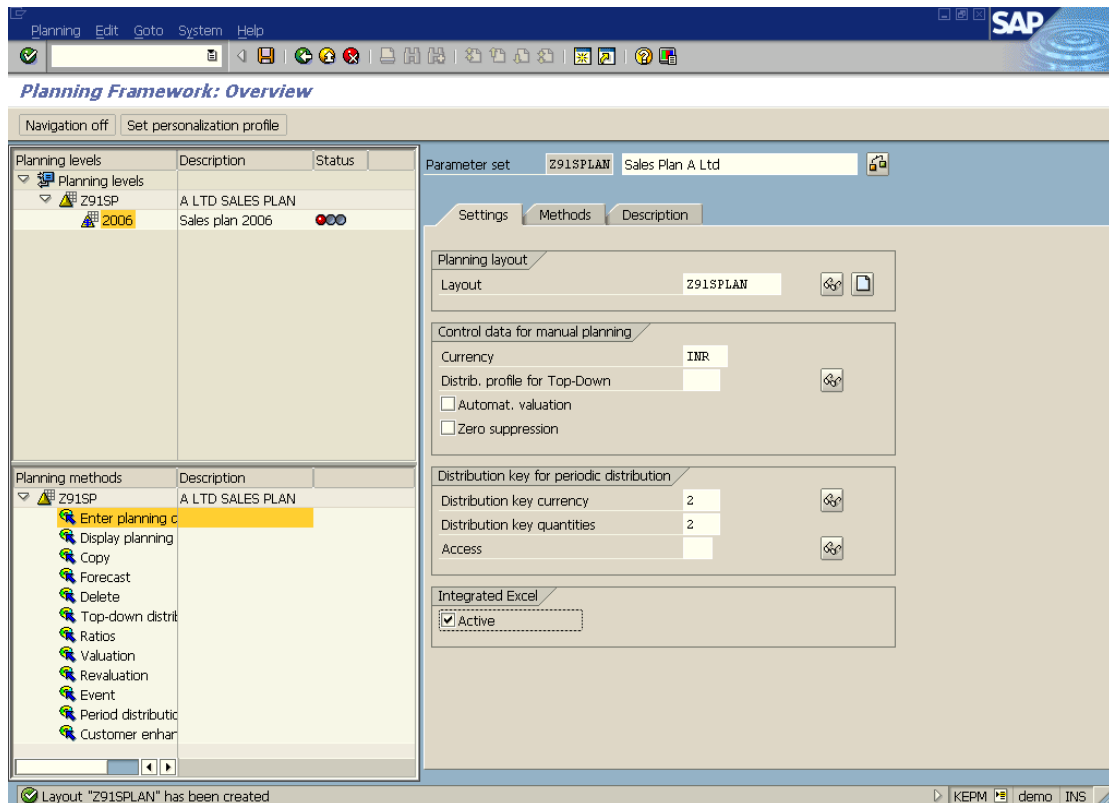 Planning Edit Goto System Help
SAP
Planning Framework: Overview
Navigation off Set personalization profile
Planning levels Description Status
Planning levels
Z91SP A LTD SALES PLAN
2006 Sales plan 2006
Parameter set Z91SPLAN Sales Plan A Ltd
Settings Methods Description
Planning layout
Layout Z91SPLAN
Control data for manual planning
Currency INR
Distrib. profile for Top-Down
Automat. valuation
Zero suppression
Planning methods Description
Z91SP A LTD SALES PLAN
Enter planning c
Display planning
Copy
Forecast
Delete
Top-down distrib
Ratios
Valuation
Revaluation
Event
Period distributio
Customer enhan
Distribution key for periodic distribution
Distribution key currency 2
Distribution key quantities 2
Access
Integrated Excel
Active
Layout "Z91SPLAN" has been created
KEPM demo INS